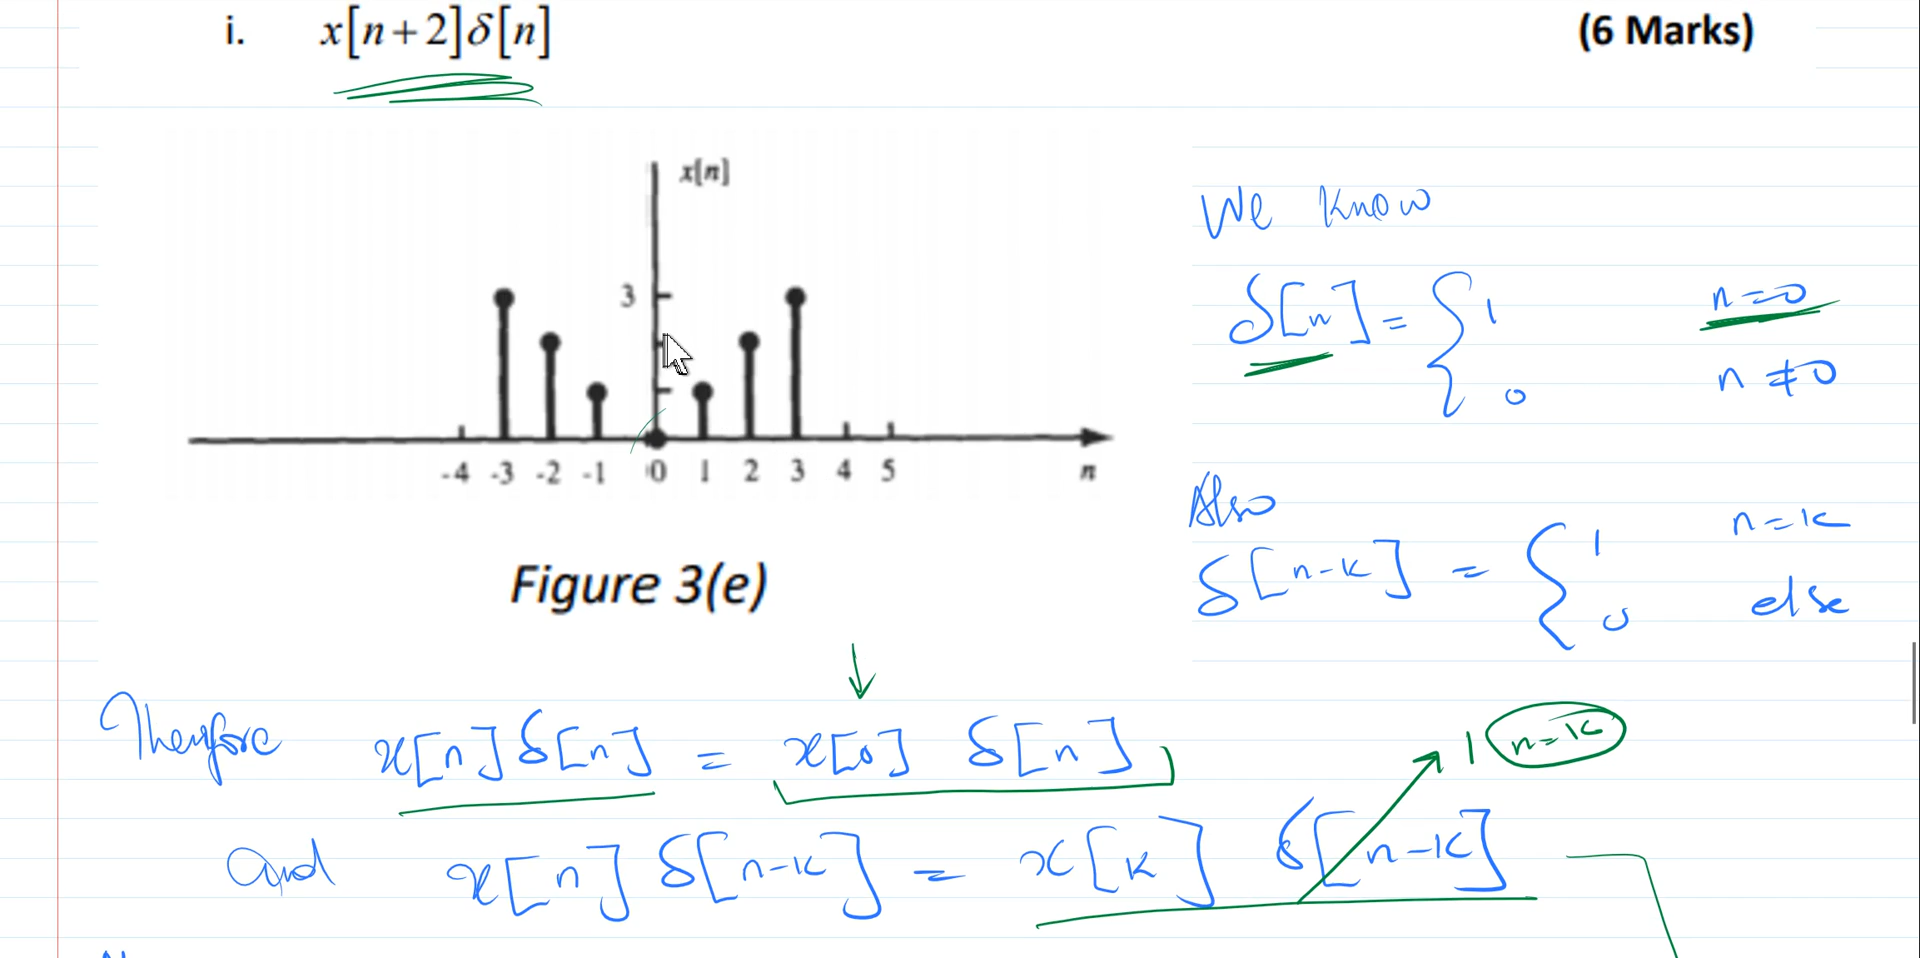 i. x[n+2]δ[n] (6 Marks)
x[n]
3
-4 -3 -2 -1 0 1 2 3 4 5 n
Figure 3(e)
We know
δ[n] = { 1 n=0
0 n≠0
Also
δ[n-k] = { 1 n=k
0 else
Therefore x[n] δ[n] = x[0] δ[n]
1 n=k
and x[n] δ[n-k] = x[k] δ[n-k]